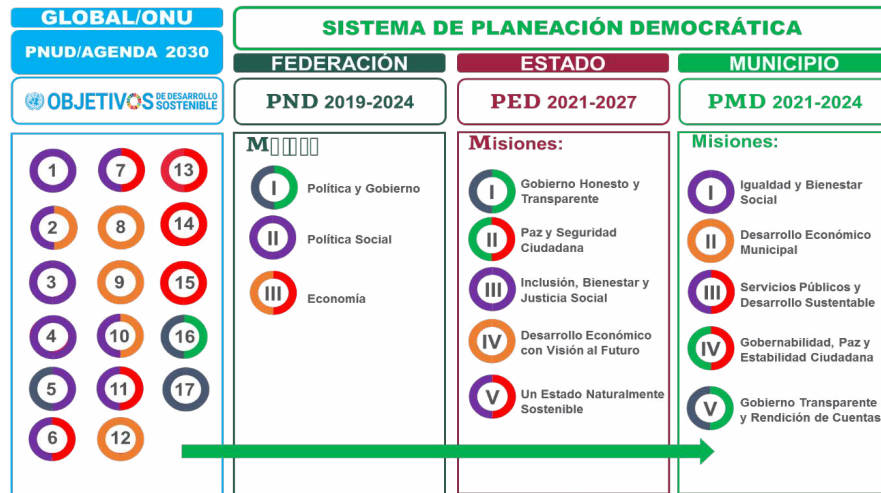 GLOBAL/ONU
PNUD/AGENDA 2030
OBJETIVOS DE DESARROLLO
SOSTENIBLE
1
7
13
2
8
14
3
9
15
4
10
16
5
11
17
6
12
SISTEMA DE PLANEACIÓN DEMOCRÁTICA
FEDERACIÓN
PND 2019-2024
M
I
Política y Gobierno
II
Política Social
III
Economía
ESTADO
PED 2021-2027
Misiones:
I
Gobierno Honesto y
Transparente
II
Paz y Seguridad
Ciudadana
III
Inclusión, Bienestar y
Justicia Social
IV
Desarrollo Económico
con Visión al Futuro
V
Un Estado Naturalmente
Sostenible
MUNICIPIO
PMD 2021-2024
Misiones:
I
Igualdad y Bienestar
Social
II
Desarrollo Económico
Municipal
III
Servicios Públicos y
Desarrollo Sustentable
IV
Gobernabilidad, Paz y
Estabilidad Ciudadana
V
Gobierno Transparente
y Rendición de Cuentas